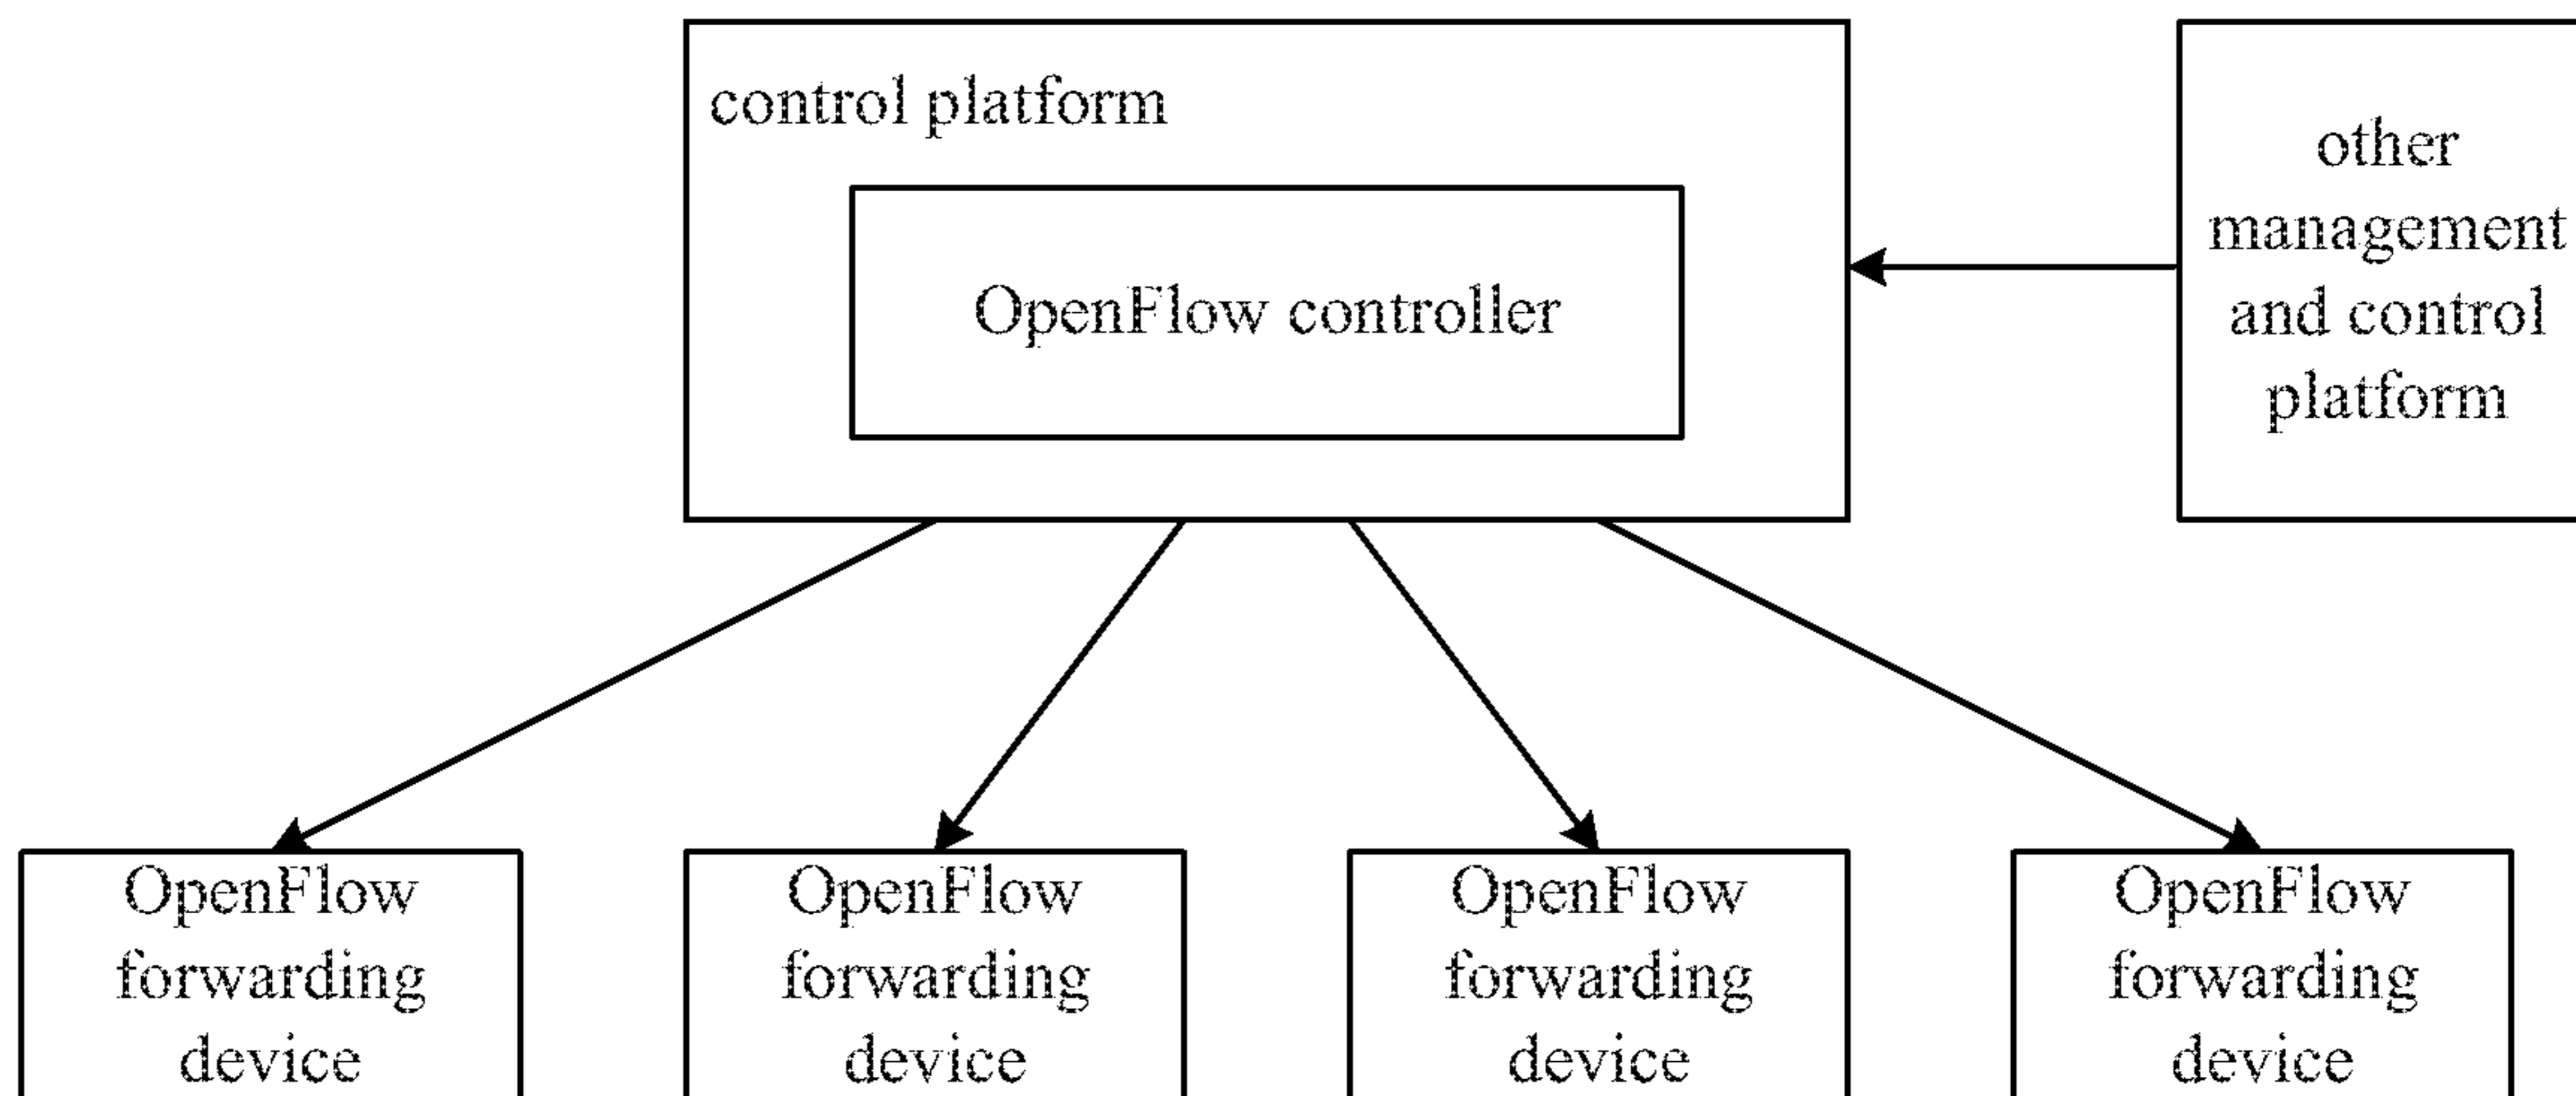 control platform
OpenFlow controller
other
management
and control
platform
OpenFlow
forwarding
device
OpenFlow
forwarding
device
OpenFlow
forwarding
device
OpenFlow
forwarding
device